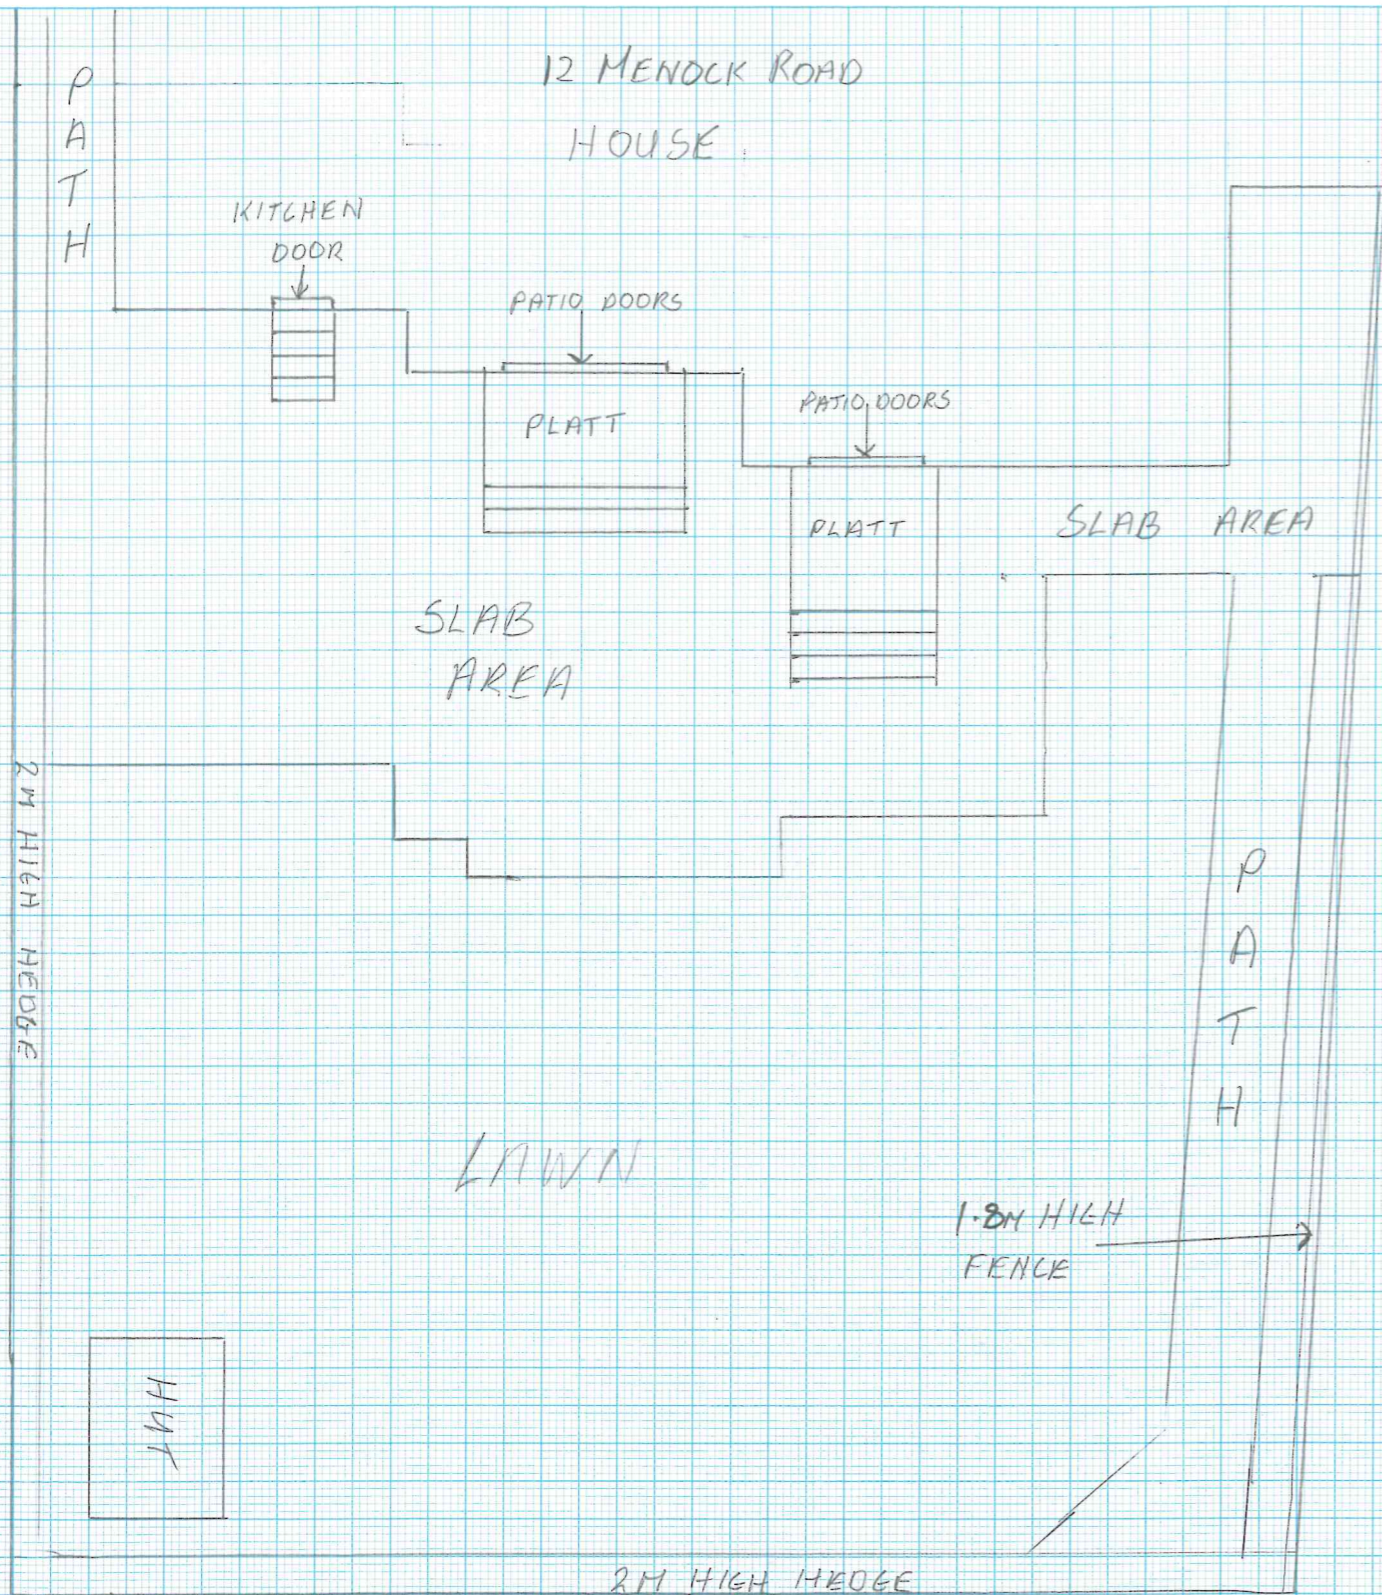 12 MENOCK ROAD
HOUSE
PATH
KITCHEN
DOOR
PATIO DOORS
PLATT
PATIO DOORS
PLATT
SLAB AREA
SLAB
AREA
2M HIGH HEDGE
PATH
LAWN
1.8M HIGH
FENCE
HUT
2M HIGH HEDGE